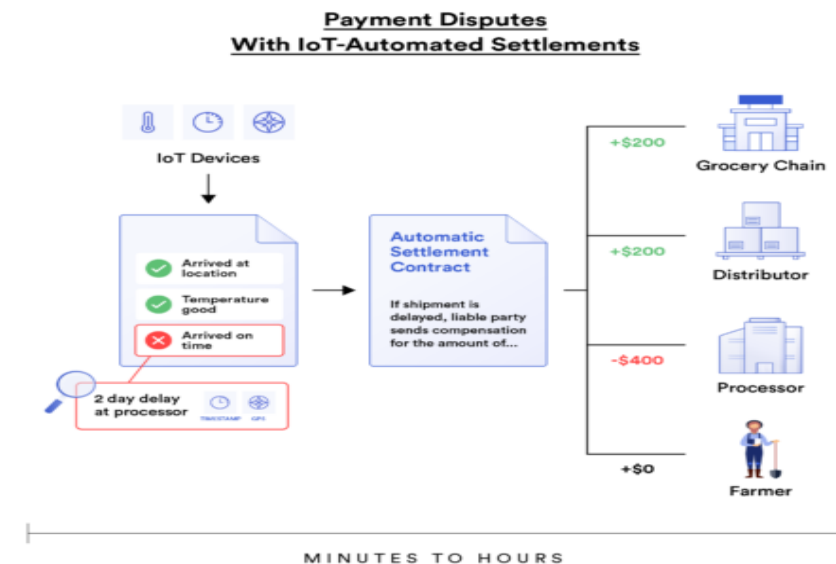 Payment Disputes
With IoT-Automated Settlements
IoT Devices
Arrived at
location
Temperature
good
Arrived on
time
2 day delay
at processor
TIMESTAMP
GPS
Automatic
Settlement
Contract
If shipment is
delayed, liable party
sends compensation
for the amount of...
+$200
Grocery Chain
+$200
Distributor
-$400
Processor
+$0
Farmer
MINUTES TO HOURS